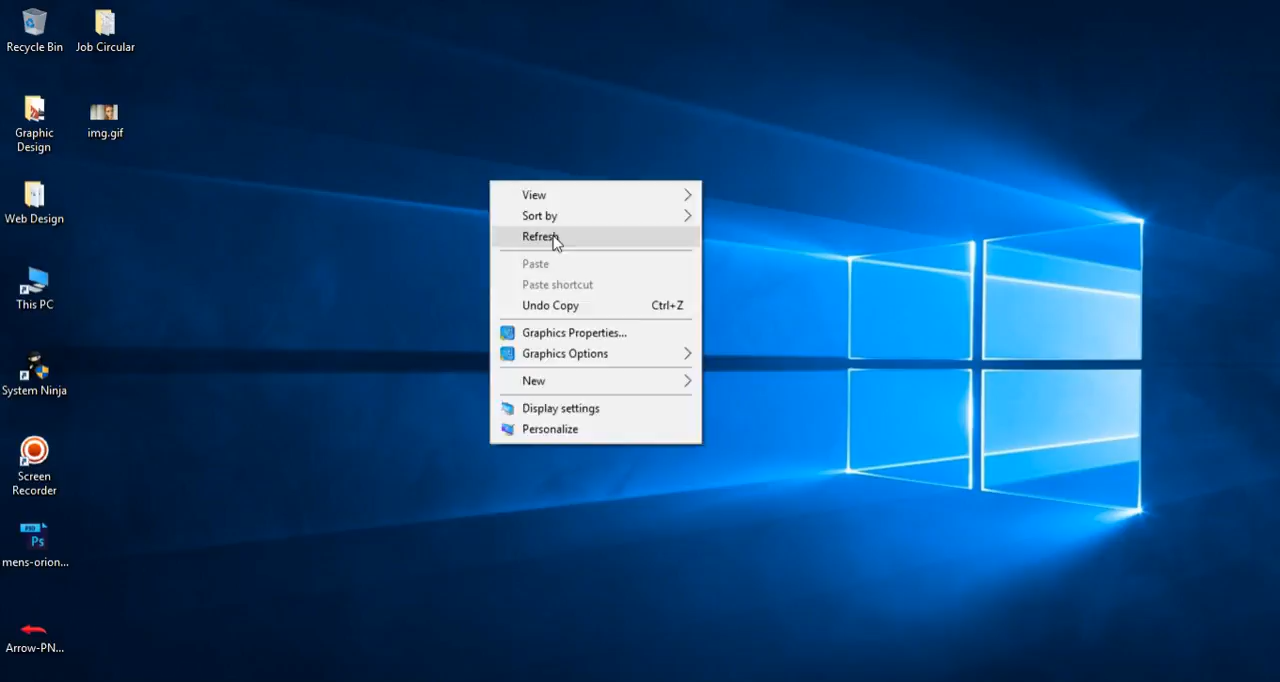 Recycle Bin
Job Circular
Graphic
Design
img.gif
Web Design
This PC
System Ninja
Screen
Recorder
PSD
Ps
mens-orion...
Arrow-PN...
View
Sort by
Refresh
Paste
Paste shortcut
Undo Copy Ctrl+Z
Graphics Properties...
Graphics Options
New
Display settings
Personalize